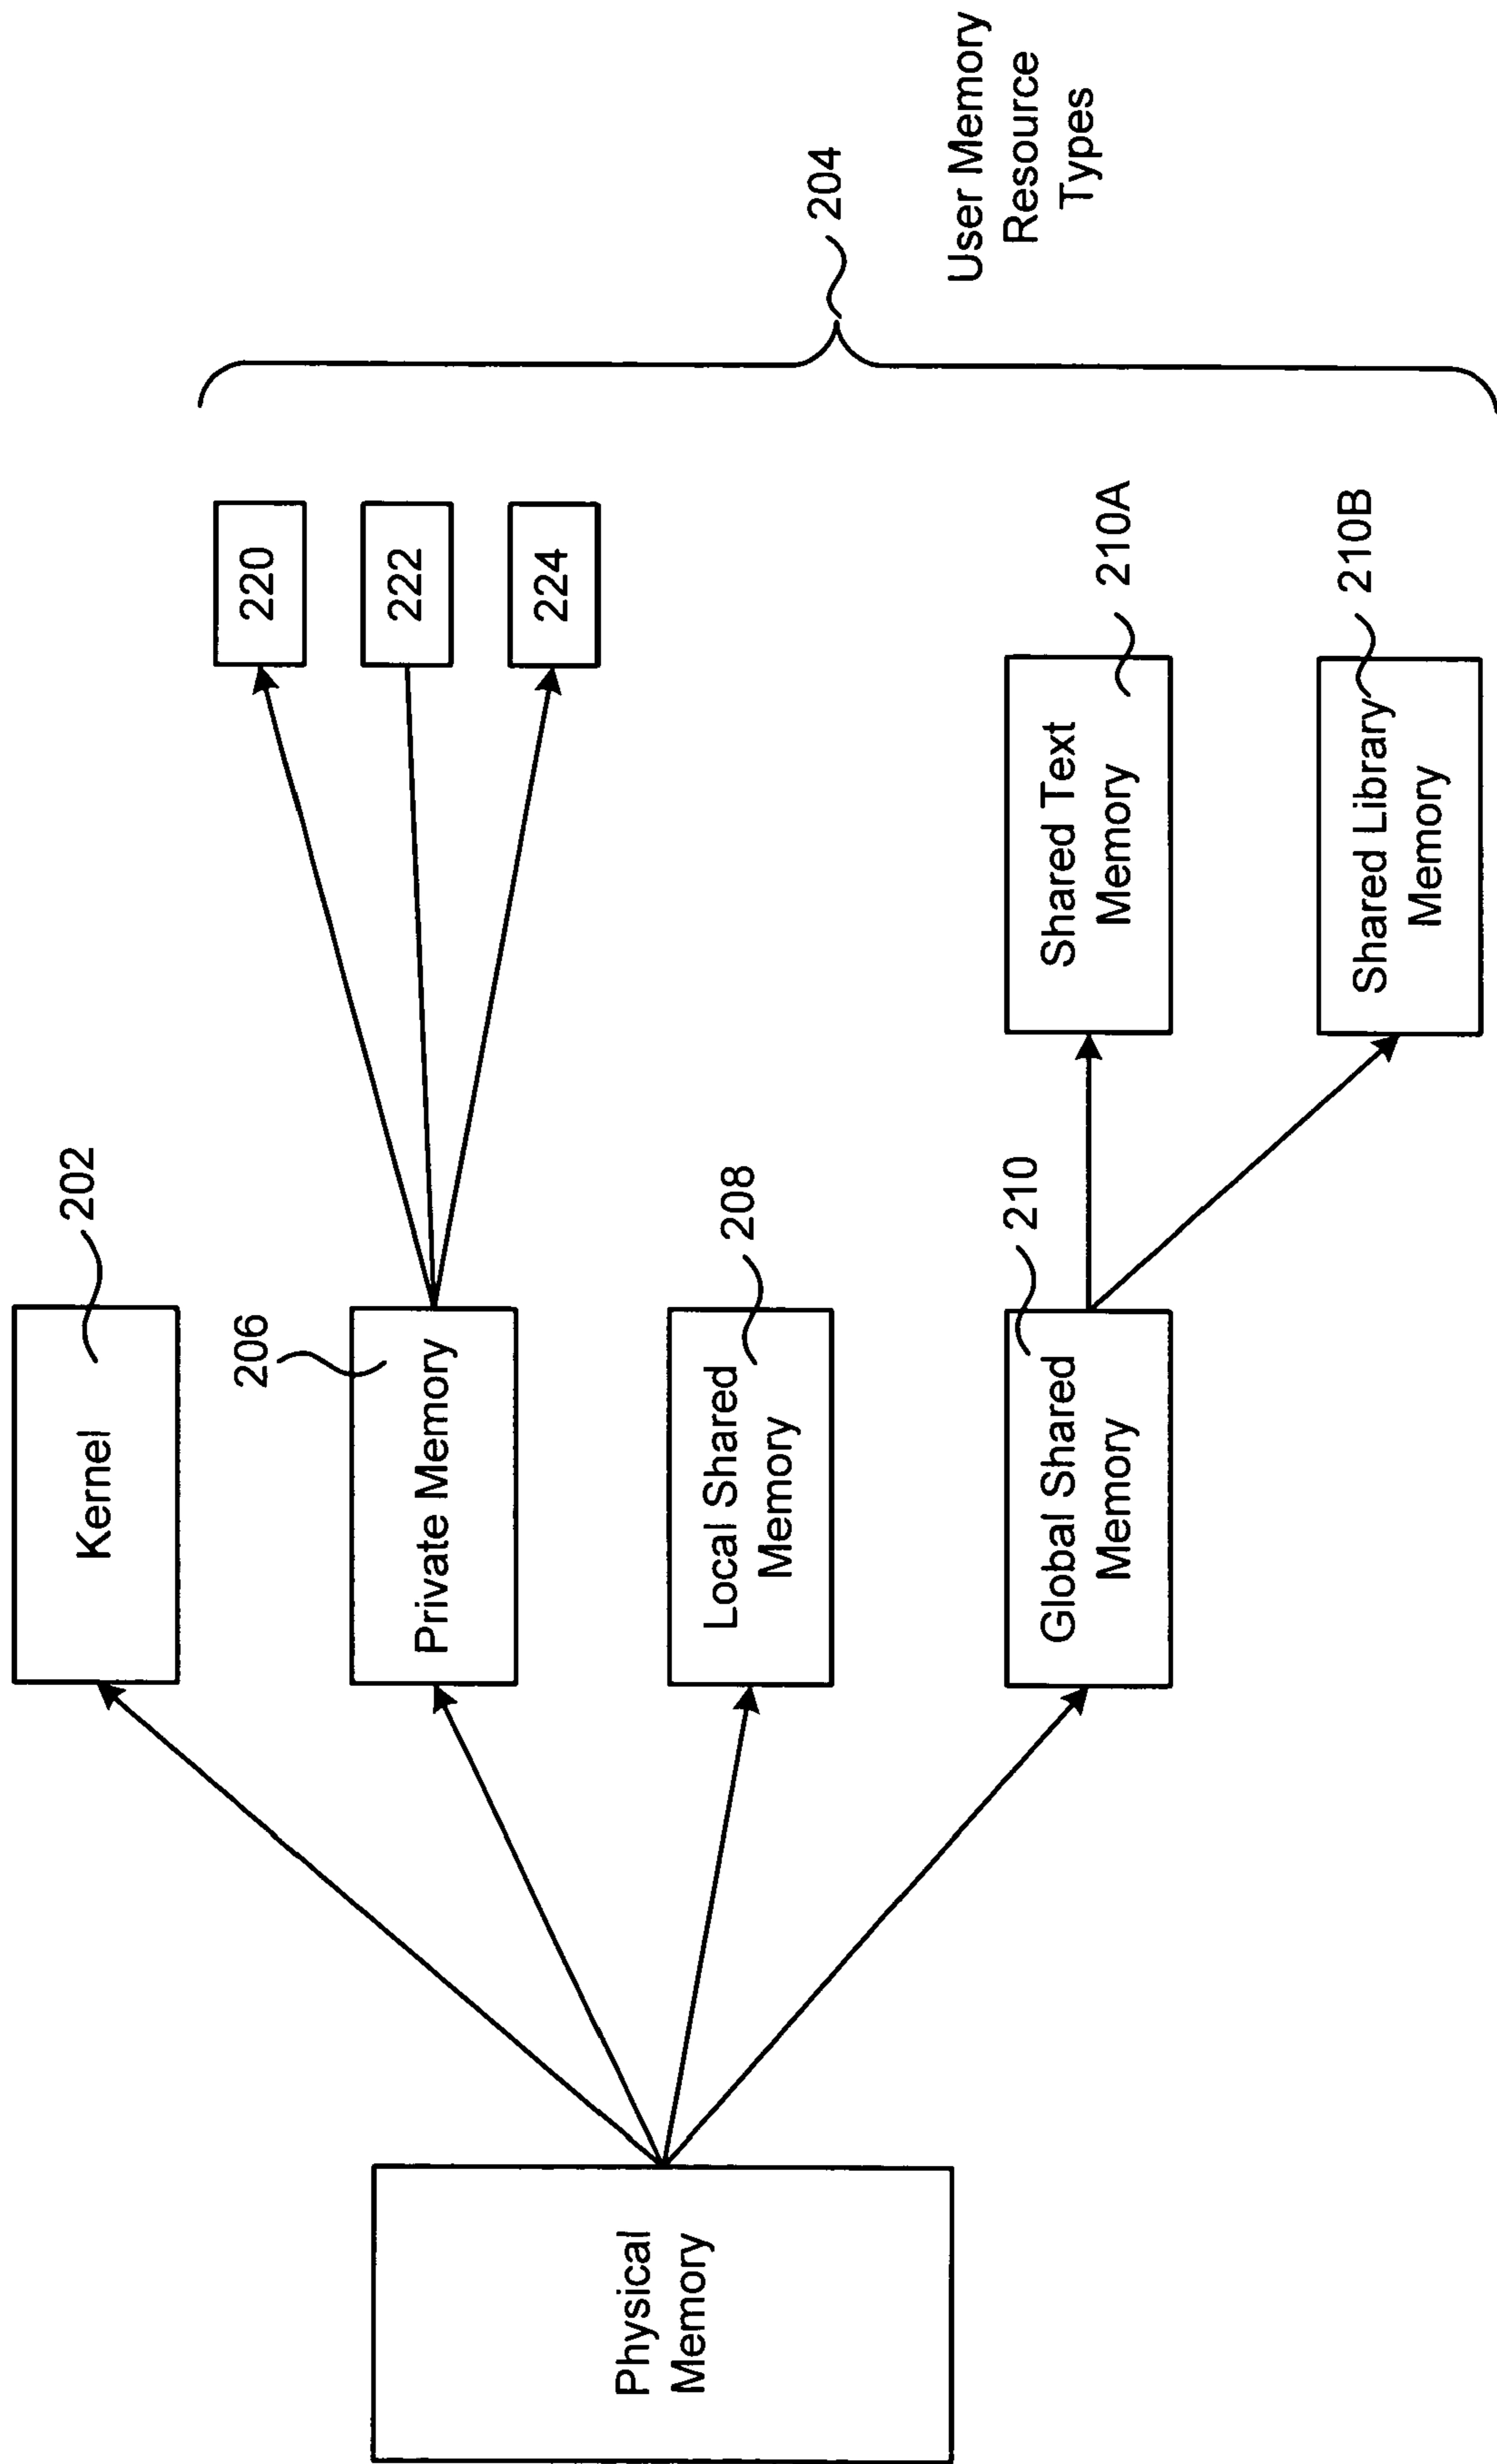 Physical
Memory
Kernel
202
Private Memory
206
Local Shared
Memory
208
Global Shared
Memory
210
220
222
224
Shared Text
Memory
210A
Shared Library
Memory
210B
204
User Memory
Resource
Types